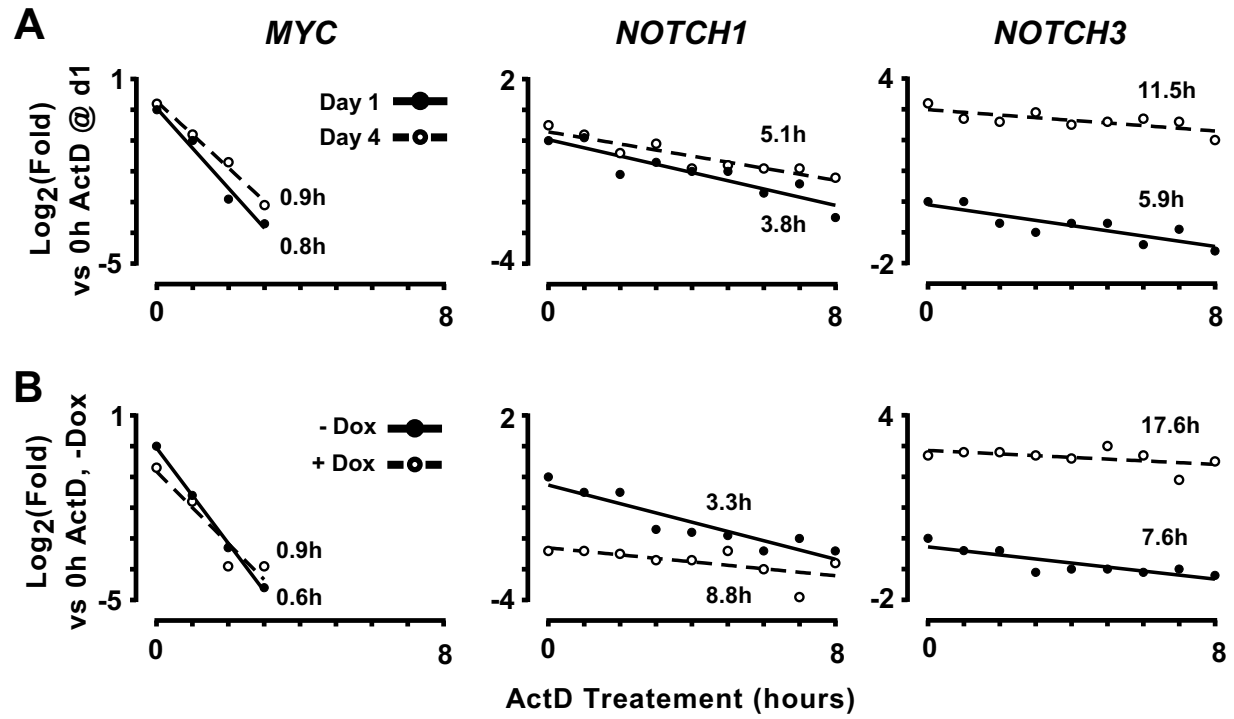 A
MYC
NOTCH1
NOTCH3
Log2(Fold)
vs 0h ActD @ d1
1
-5
Day 1
Day 4
0.9h
0.8h
0
8
2
-4
5.1h
3.8h
0
8
4
-2
11.5h
5.9h
0
8
B
Log2(Fold)
vs 0h ActD, -Dox
1
-5
- Dox
+ Dox
0.9h
0.6h
0
8
2
-4
3.3h
8.8h
0
8
4
-2
17.6h
7.6h
0
8
ActD Treatement (hours)